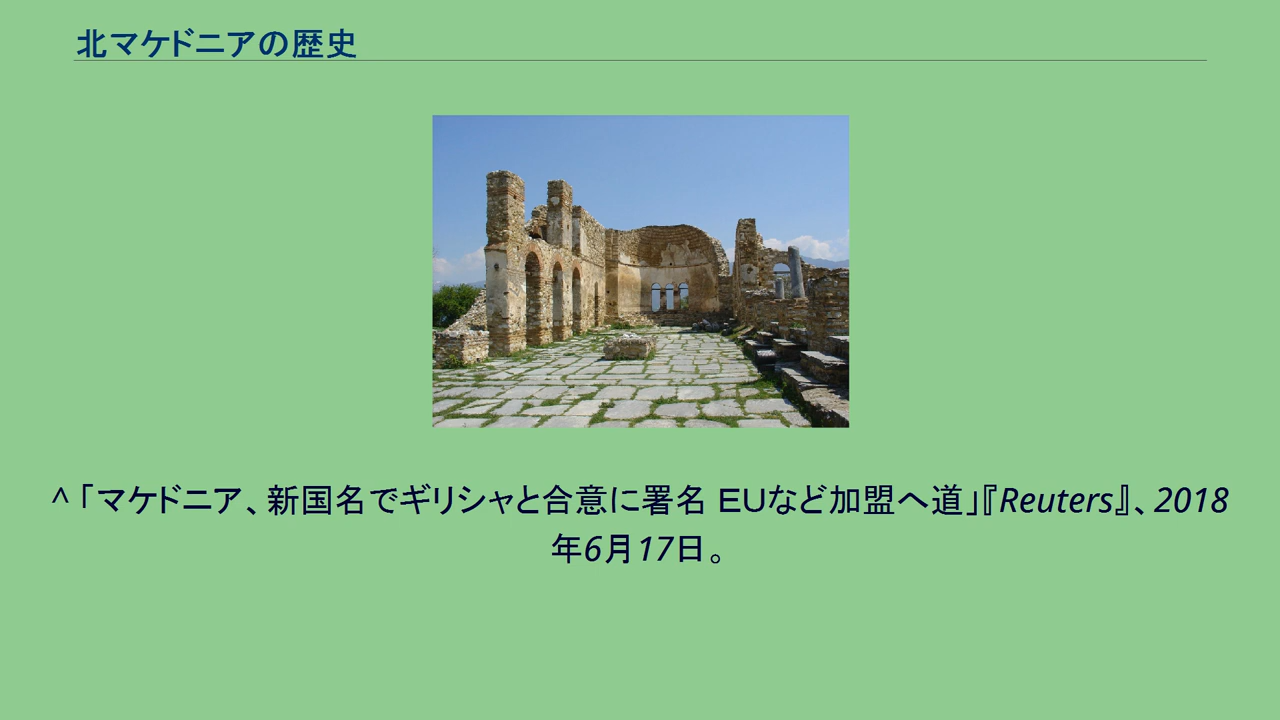 北マケドニアの歴史
^「マケドニア、新国名でギリシャと合意に署名 EUなど加盟へ道」『Reuters』、2018
年6月17日。